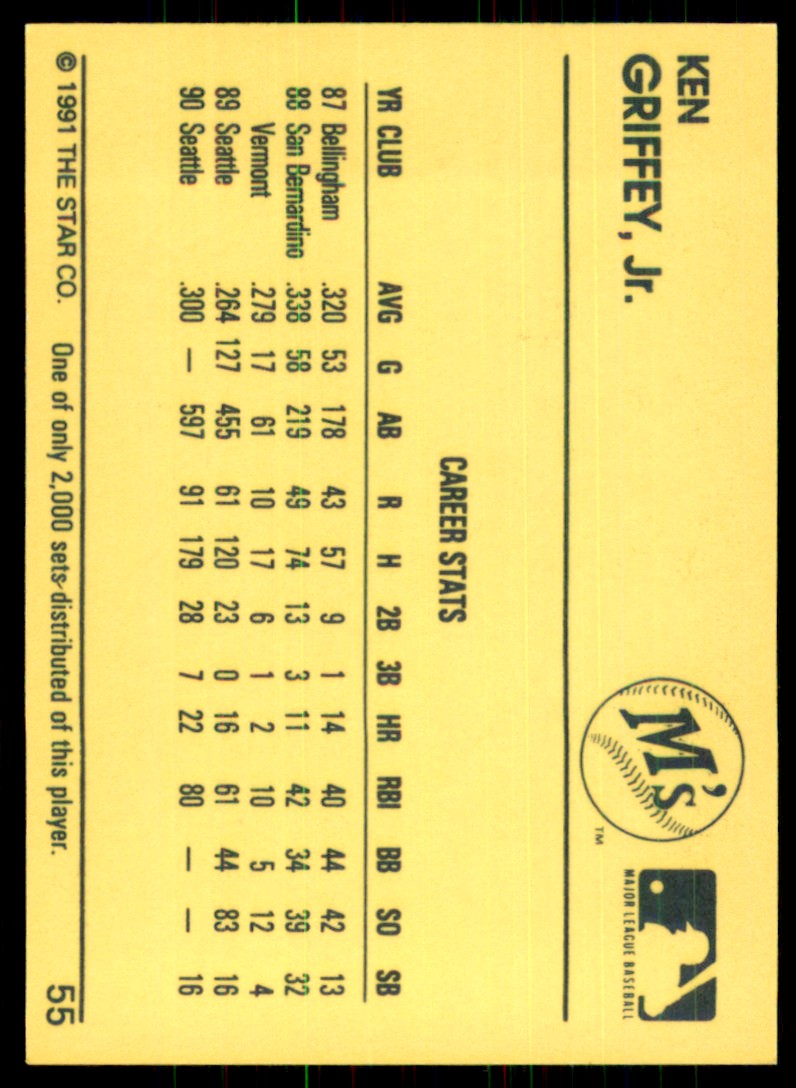 KEN
GRIFFEY, Jr.
M's
TM
MAJOR LEAGUE BASEBALL
CAREER STATS
YR CLUB AVG G AB R H 2B 3B HR RBI BB SO SB
87 Bellingham .320 53 178 43 57 9 1 14 40 44 42 13
88 San Bernardino .338 58 219 49 74 13 3 11 42 34 39 32
Vermont .279 17 61 10 17 6 1 2 10 5 12 4
89 Seattle .264 127 455 61 120 23 0 16 61 44 83 16
90 Seattle .300 — 597 91 179 28 7 22 80 — — 16
© 1991 THE STAR CO. One of only 2,000 sets distributed of this player. 55